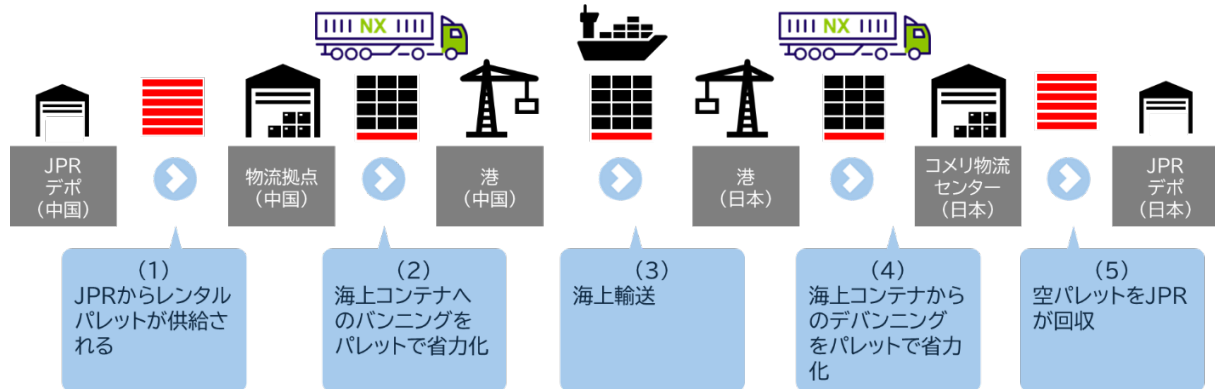 NX
NX
JPR
デポ
（中国）
物流拠点
（中国）
港
（中国）
港
（日本）
コメリ物流
センター
（日本）
JPR
デポ
（日本）
（1）
JPRからレンタル
パレットが供給さ
れる
（2）
海上コンテナへ
のバンニングを
パレットで省力化
（3）
海上輸送
（4）
海上コンテナから
のデバンニング
をパレットで省力
化
（5）
空パレットをJPR
が回収